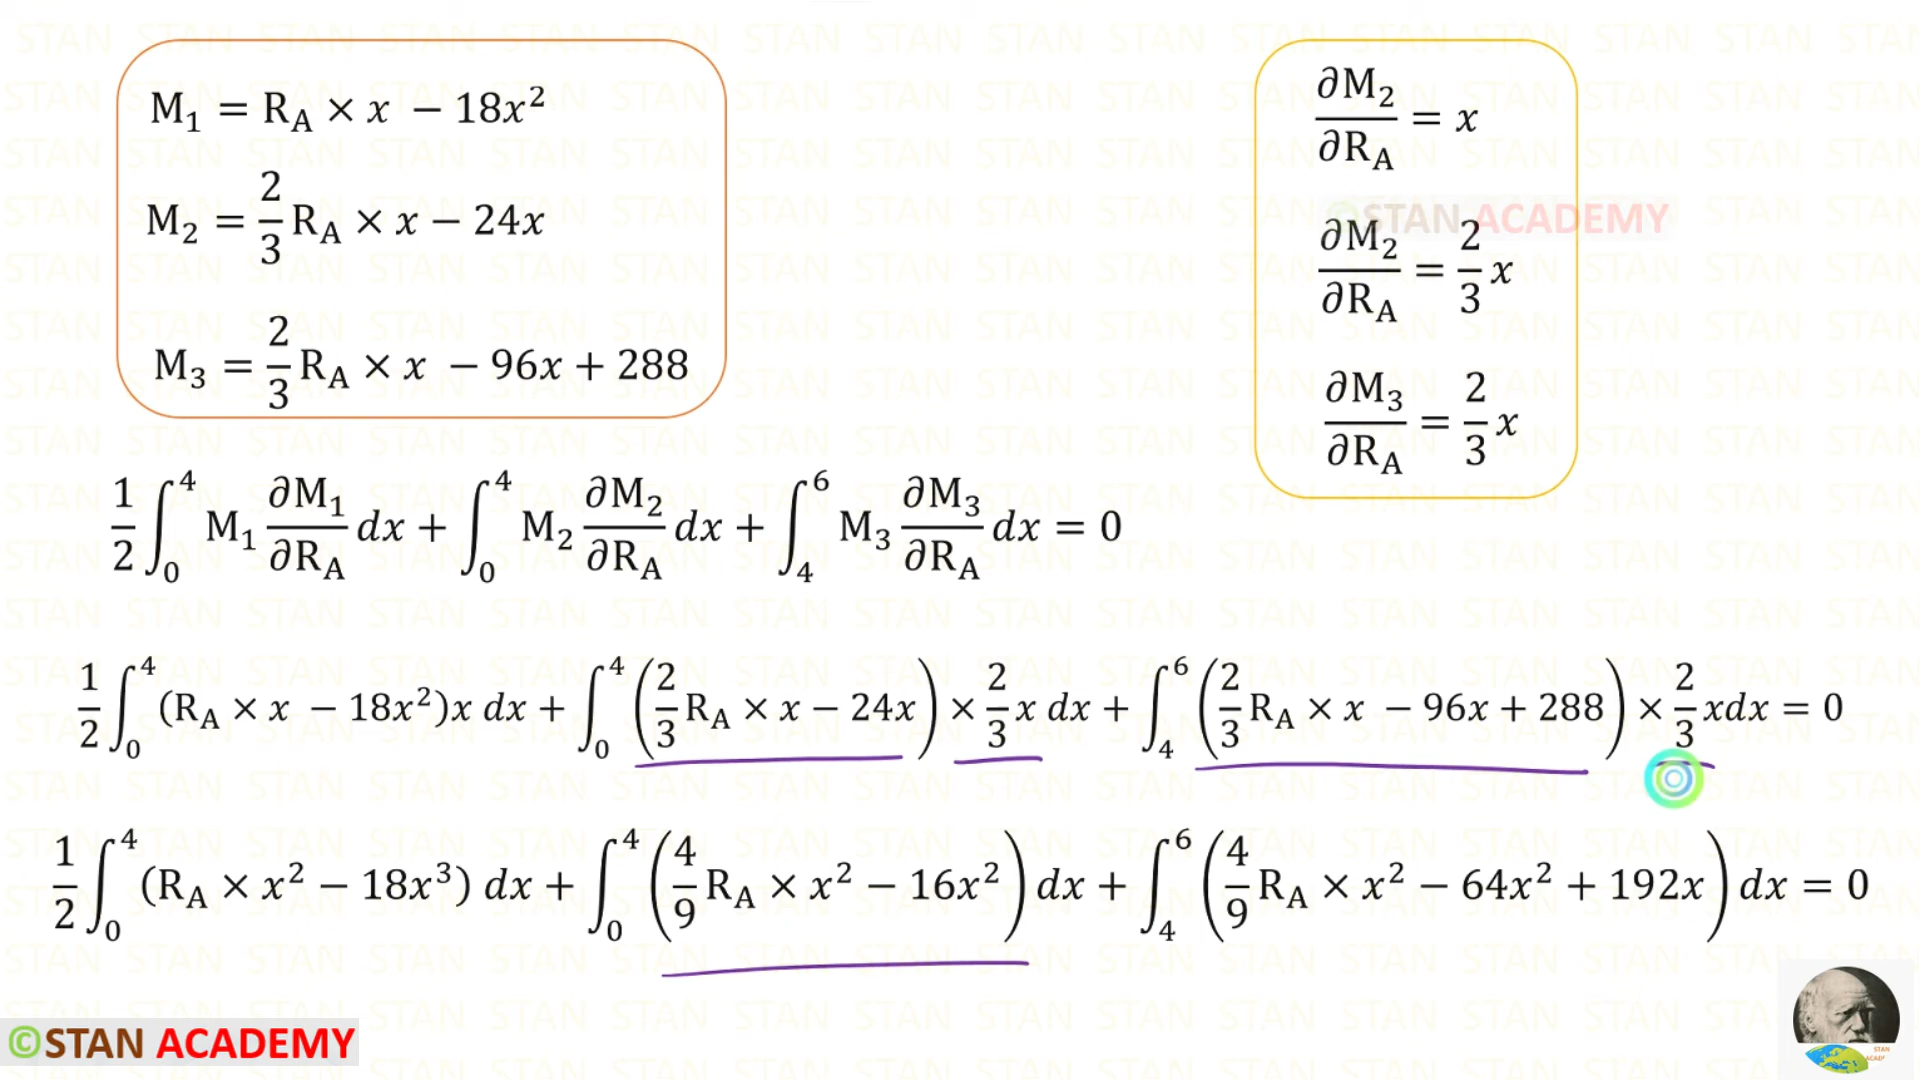 M₁ = R_A × x − 18x²
M₂ = 2/3 R_A × x − 24x
M₃ = 2/3 R_A × x − 96x + 288
∂M₂/∂R_A = x
©STAN ACADEMY
∂M₂/∂R_A = 2/3 x
∂M₃/∂R_A = 2/3 x
1/2 ∫₀⁴ M₁ ∂M₁/∂R_A dx + ∫₀⁴ M₂ ∂M₂/∂R_A dx + ∫₄⁶ M₃ ∂M₃/∂R_A dx = 0
1/2 ∫₀⁴ (R_A × x − 18x²)x dx + ∫₀⁴ (2/3 R_A × x − 24x) × 2/3 x dx + ∫₄⁶ (2/3 R_A × x − 96x + 288) × 2/3 xdx = 0
1/2 ∫₀⁴ (R_A × x² − 18x³) dx + ∫₀⁴ (4/9 R_A × x² − 16x²) dx + ∫₄⁶ (4/9 R_A × x² − 64x² + 192x) dx = 0
©STAN ACADEMY
STAN